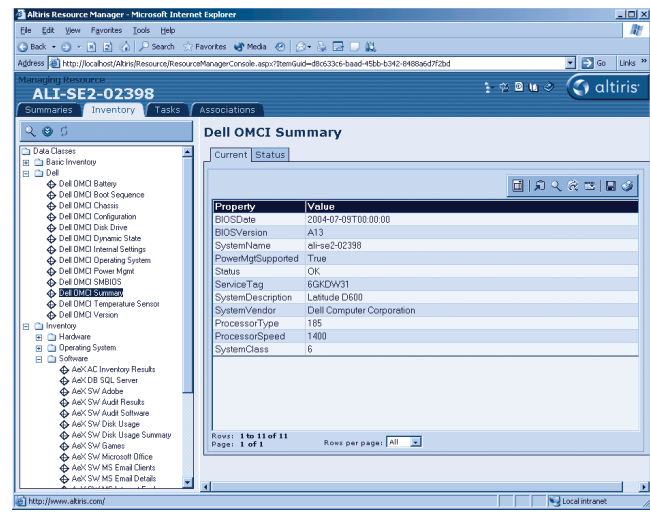 Altiris Resource Manager - Microsoft Internet Explorer
File Edit View Favorites Tools Help
Back Search Favorites Media
Address http://localhost/Altiris/Resource/ResourceManagerConsole.aspx?ItemGuid=d8c633c6-baad-45bb-b342-8488a6d7f2bd Go Links »
Managing Resource
ALI-SE2-02398
altiris
Summaries Inventory Tasks Associations
Dell OMCI Summary
Current Status
Data Classes
Basic Inventory
Dell
Dell OMCI Battery
Dell OMCI Boot Sequence
Dell OMCI Chassis
Dell OMCI Configuration
Dell OMCI Disk Drive
Dell OMCI Dynamic State
Dell OMCI Internal Settings
Dell OMCI Operating System
Dell OMCI Power Mgmt
Dell OMCI SMBIOS
Dell OMCI Summary
Dell OMCI Temperature Sensor
Dell OMCI Version
Inventory
Hardware
Operating System
Software
AeX AC Inventory Results
AeX DB SQL Server
AeX SW Adobe
AeX SW Audit Results
AeX SW Audit Software
AeX SW Disk Usage
AeX SW Disk Usage Summary
AeX SW Games
AeX SW Microsoft Office
AeX SW MS Email Clients
AeX SW MS Email Details
Property Value
BIOSDate 2004-07-09T00:00:00
BIOSVersion A13
SystemName ali-se2-02398
PowerMgtSupported True
Status OK
ServiceTag 6GKDW31
SystemDescription Latitude D600
SystemVendor Dell Computer Corporation
ProcessorType 185
ProcessorSpeed 1400
SystemClass 6
Rows: 1 to 11 of 11
Page: 1 of 1
Rows per page: All
http://www.altiris.com/ Local intranet